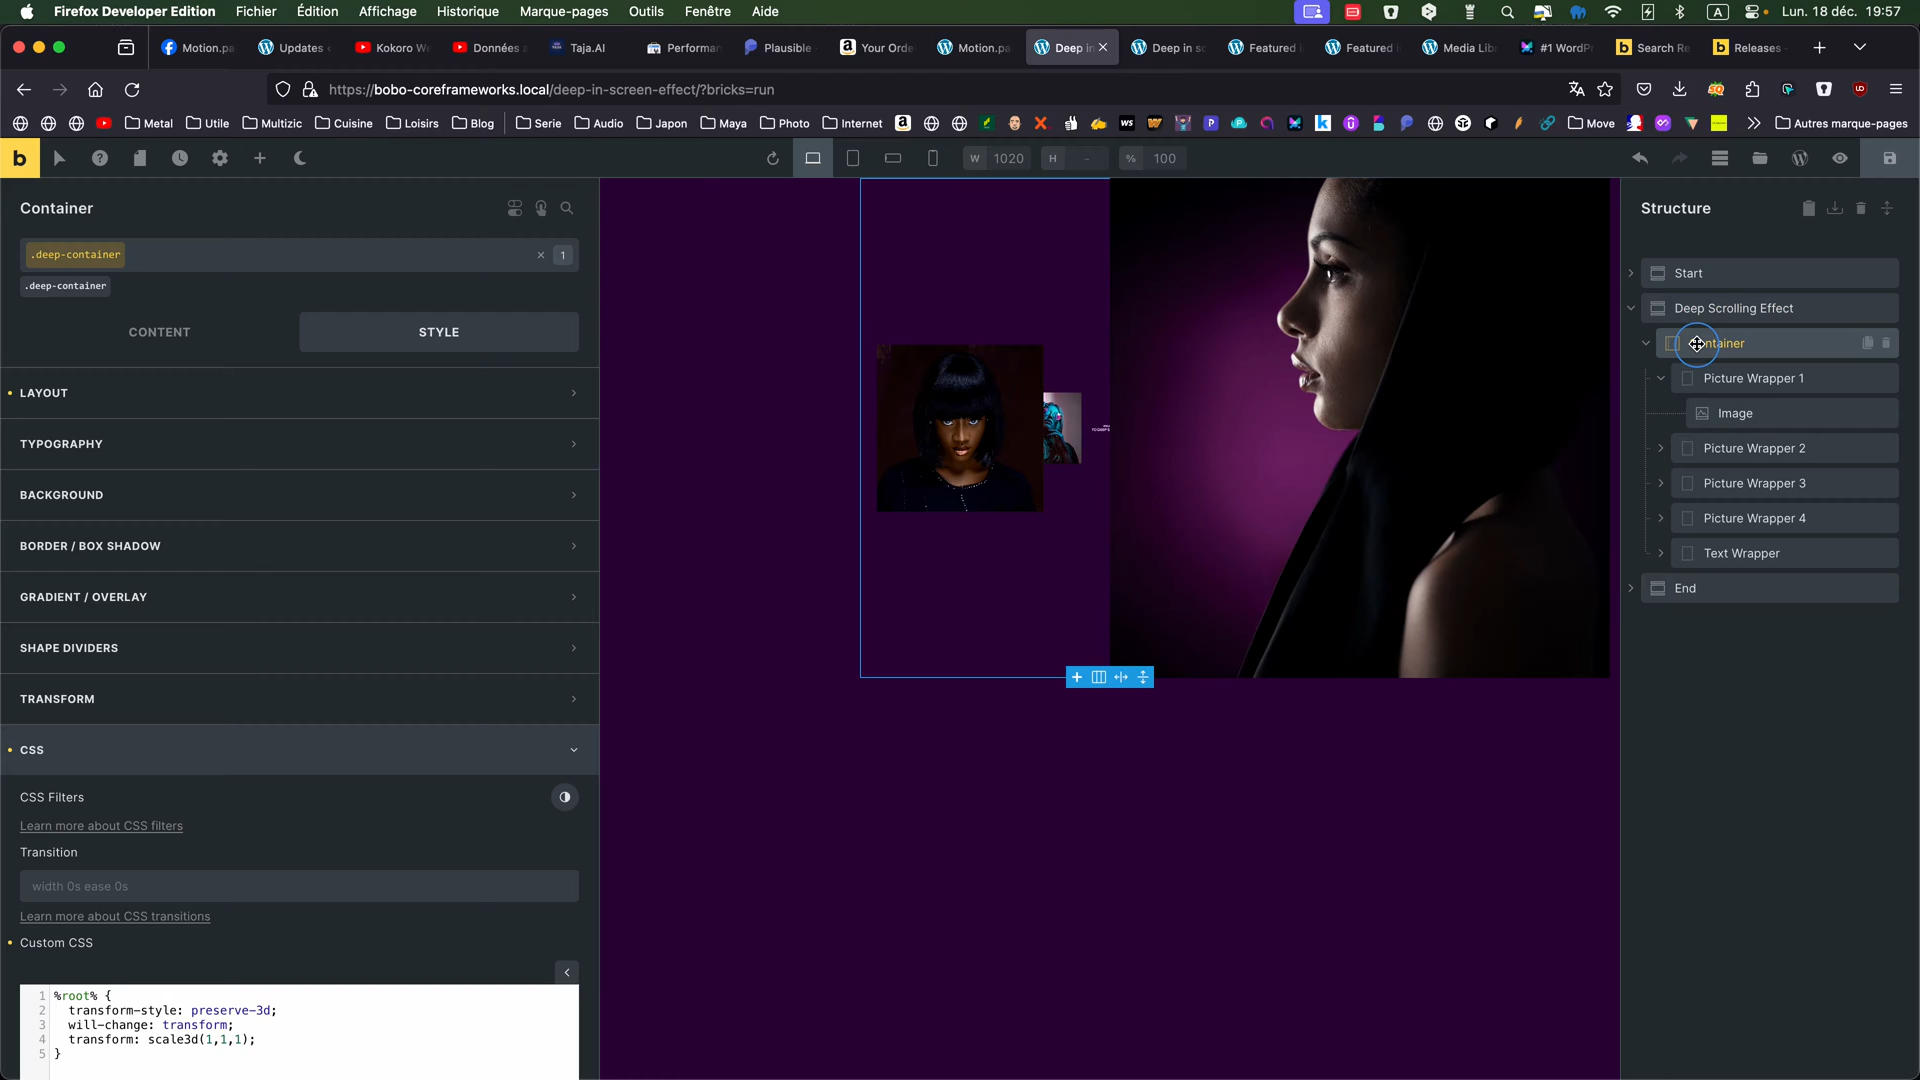 Firefox Developer Edition Fichier Édition Affichage Historique Marque-pages Outils Fenêtre Aide A Lun. 18 déc. 19:57
Motion.pa Updates Kokoro We Données a Taja.AI Performan Plausible Your Orde Motion.pa Deep in Deep in sc Featured i Featured i Media Lib #1 WordPr Search Re Releases
https://bobo-coreframeworks.local/deep-in-screen-effect/?bricks=run
Metal Utile Multizic Cuisine Loisirs Blog Serie Audio Japon Maya Photo Internet Move Autres marque-pages
b W 1020 H - % 100
Container
.deep-container 1
.deep-container
CONTENT STYLE
LAYOUT
TYPOGRAPHY
BACKGROUND
BORDER / BOX SHADOW
GRADIENT / OVERLAY
SHAPE DIVIDERS
TRANSFORM
CSS
CSS Filters
Learn more about CSS filters
Transition
width 0s ease 0s
Learn more about CSS transitions
Custom CSS
1 %root% {
2 transform-style: preserve-3d;
3 will-change: transform;
4 transform: scale3d(1,1,1);
5 }
Structure
Start
Deep Scrolling Effect
ntainer
Picture Wrapper 1
Image
Picture Wrapper 2
Picture Wrapper 3
Picture Wrapper 4
Text Wrapper
End